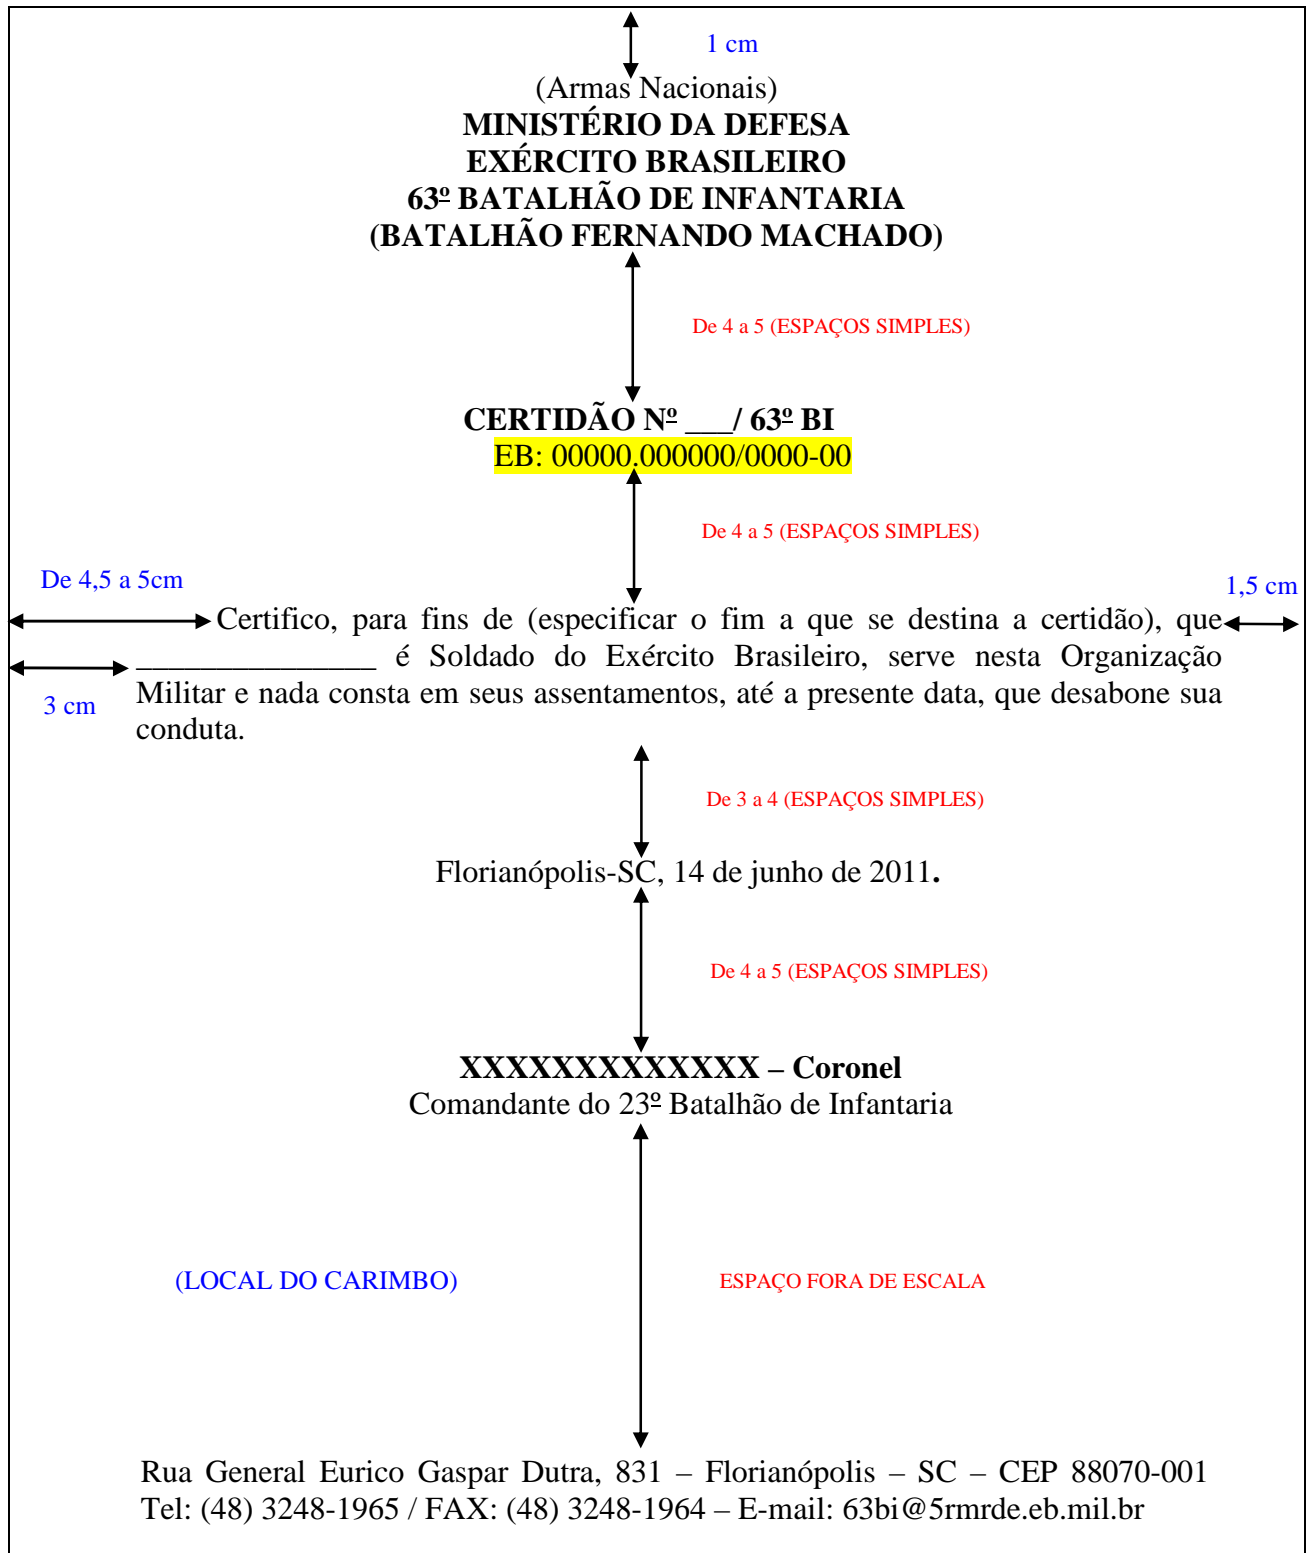 1 cm
(Armas Nacionais)
MINISTÉRIO DA DEFESA
EXÉRCITO BRASILEIRO
63º BATALHÃO DE INFANTARIA
(BATALHÃO FERNANDO MACHADO)
De 4 a 5 (ESPAÇOS SIMPLES)
CERTIDÃO Nº ___/ 63º BI
EB: 00000.000000/0000-00
De 4 a 5 (ESPAÇOS SIMPLES)
De 4,5 a 5cm
1,5 cm
Certifico, para fins de (especificar o fim a que se destina a certidão), que
_______________ é Soldado do Exército Brasileiro, serve nesta Organização
Militar e nada consta em seus assentamentos, até a presente data, que desabone sua
3 cm
conduta.
De 3 a 4 (ESPAÇOS SIMPLES)
Florianópolis-SC, 14 de junho de 2011.
De 4 a 5 (ESPAÇOS SIMPLES)
XXXXXXXXXXXXX – Coronel
Comandante do 23º Batalhão de Infantaria
(LOCAL DO CARIMBO)
ESPAÇO FORA DE ESCALA
Rua General Eurico Gaspar Dutra, 831 – Florianópolis – SC – CEP 88070-001
Tel: (48) 3248-1965 / FAX: (48) 3248-1964 – E-mail: 63bi@5rmrde.eb.mil.br